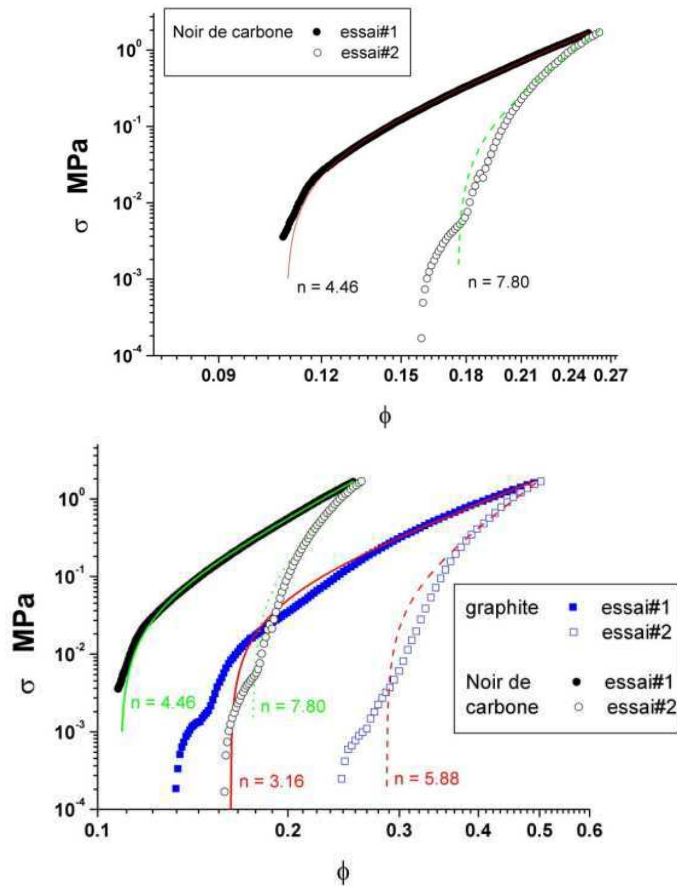 Noir de carbone ● essai#1
○ essai#2
σ MPa
10^0
10^-1
10^-2
10^-3
10^-4
n = 4.46
n = 7.80
0.09 0.12 0.15 0.18 0.21 0.24 0.27
ϕ
σ MPa
10^0
10^-1
10^-2
10^-3
10^-4
graphite ■ essai#1
□ essai#2
Noir de ● essai#1
carbone ○ essai#2
n = 4.46
n = 7.80
n = 3.16
n = 5.88
0.1 0.2 0.3 0.4 0.5 0.6
ϕ